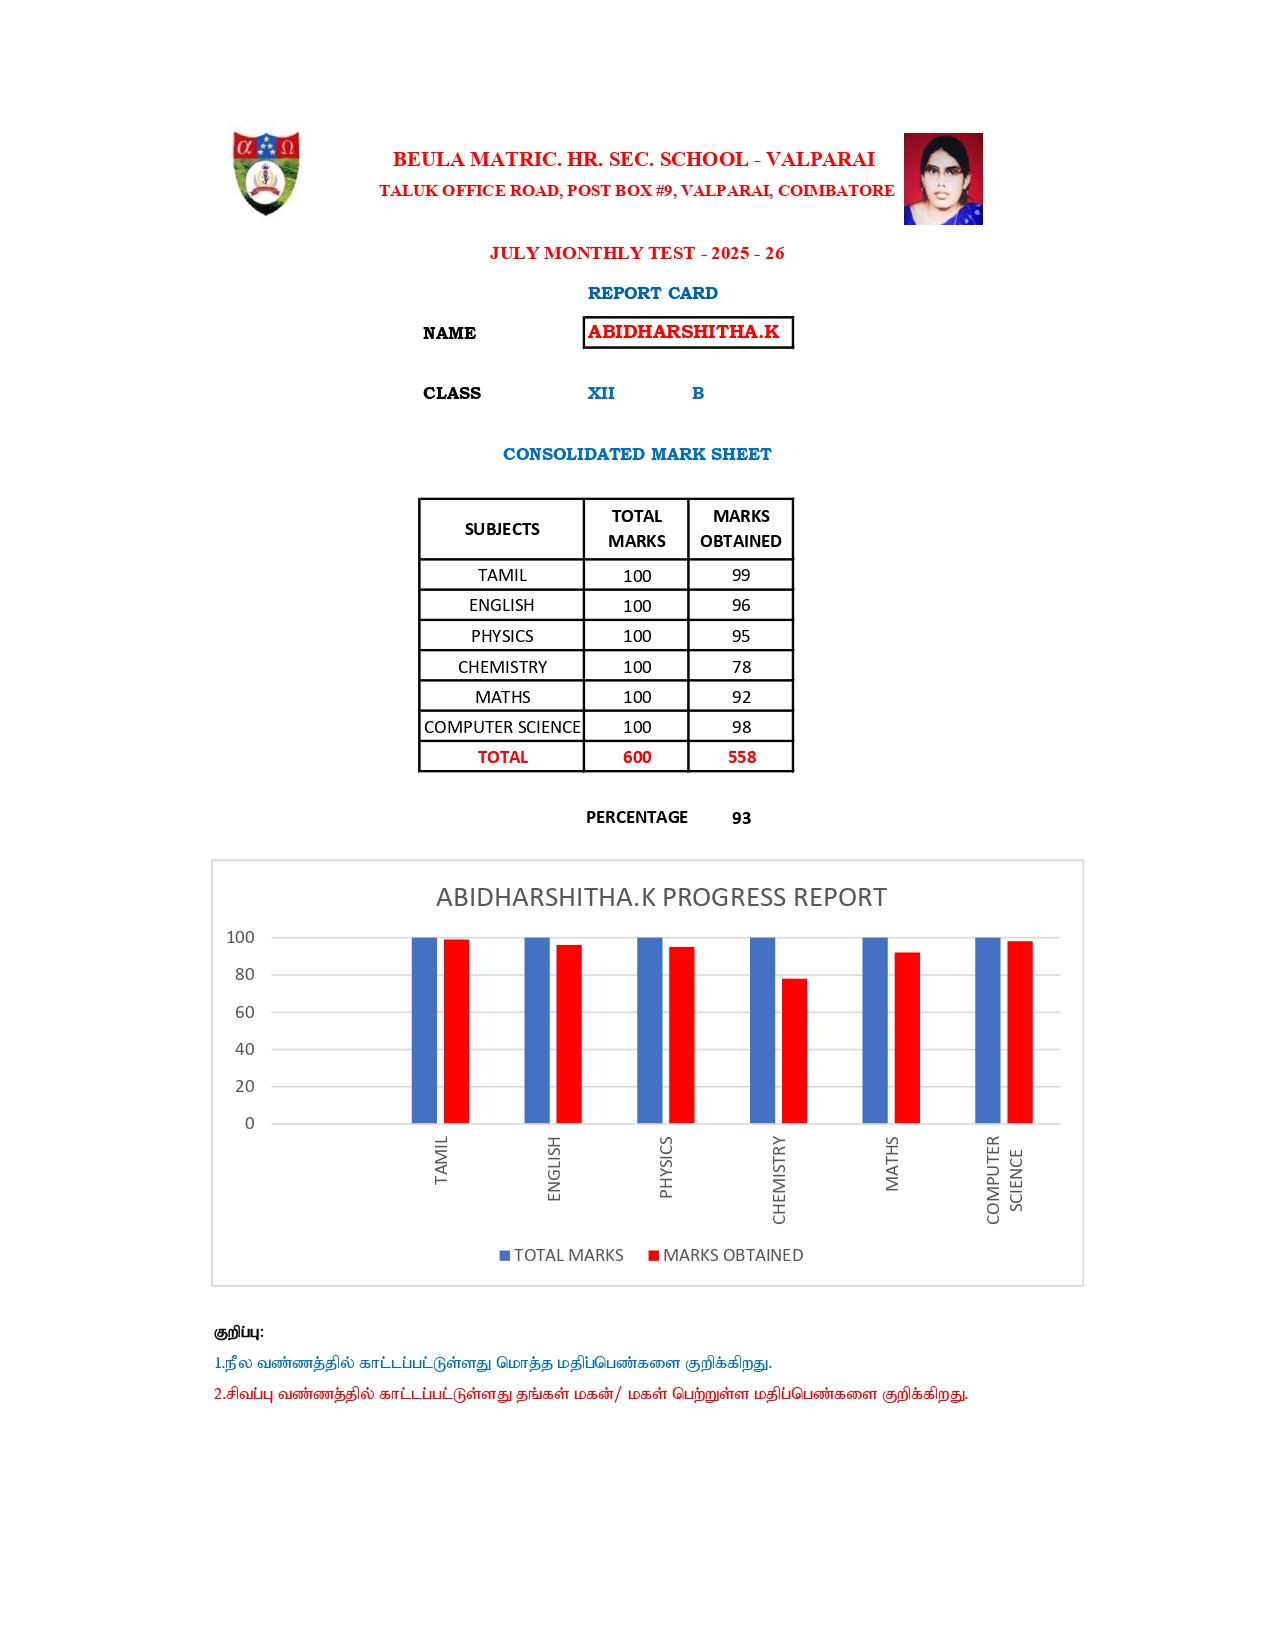 α Ω
BEULA MATRIC. HR. SEC. SCHOOL - VALPARAI
TALUK OFFICE ROAD, POST BOX #9, VALPARAI, COIMBATORE
JULY MONTHLY TEST - 2025 - 26
REPORT CARD
NAME ABIDHARSHITHA.K
CLASS XII B
CONSOLIDATED MARK SHEET
SUBJECTS TOTAL MARKS MARKS OBTAINED
TAMIL 100 99
ENGLISH 100 96
PHYSICS 100 95
CHEMISTRY 100 78
MATHS 100 92
COMPUTER SCIENCE 100 98
TOTAL 600 558
PERCENTAGE 93
ABIDHARSHITHA.K PROGRESS REPORT
100
80
60
40
20
0
TAMIL
ENGLISH
PHYSICS
CHEMISTRY
MATHS
COMPUTER SCIENCE
TOTAL MARKS MARKS OBTAINED
குறிப்பு:
1.நீல வண்ணத்தில் காட்டப்பட்டுள்ளது மொத்த மதிப்பெண்களை குறிக்கிறது.
2.சிவப்பு வண்ணத்தில் காட்டப்பட்டுள்ளது தங்கள் மகன்/ மகள் பெற்றுள்ள மதிப்பெண்களை குறிக்கிறது.